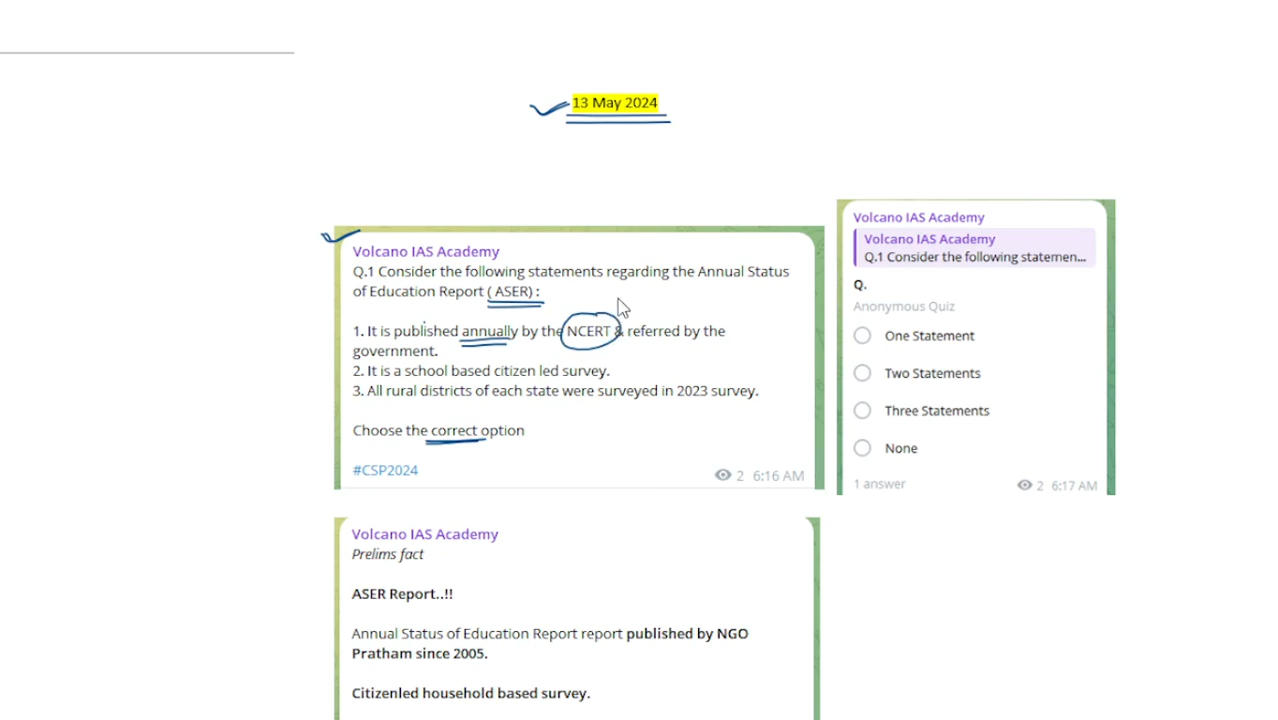 13 May 2024
Volcano IAS Academy
Q.1 Consider the following statements regarding the Annual Status
of Education Report ( ASER) :
1. It is published annually by the NCERT & referred by the
government.
2. It is a school based citizen led survey.
3. All rural districts of each state were surveyed in 2023 survey.
Choose the correct option
#CSP2024
2 6:16 AM
Volcano IAS Academy
Volcano IAS Academy
Q.1 Consider the following statemen...
Q.
Anonymous Quiz
One Statement
Two Statements
Three Statements
None
1 answer
2 6:17 AM
Volcano IAS Academy
Prelims fact
ASER Report..!!
Annual Status of Education Report report published by NGO
Pratham since 2005.
Citizenled household based survey.